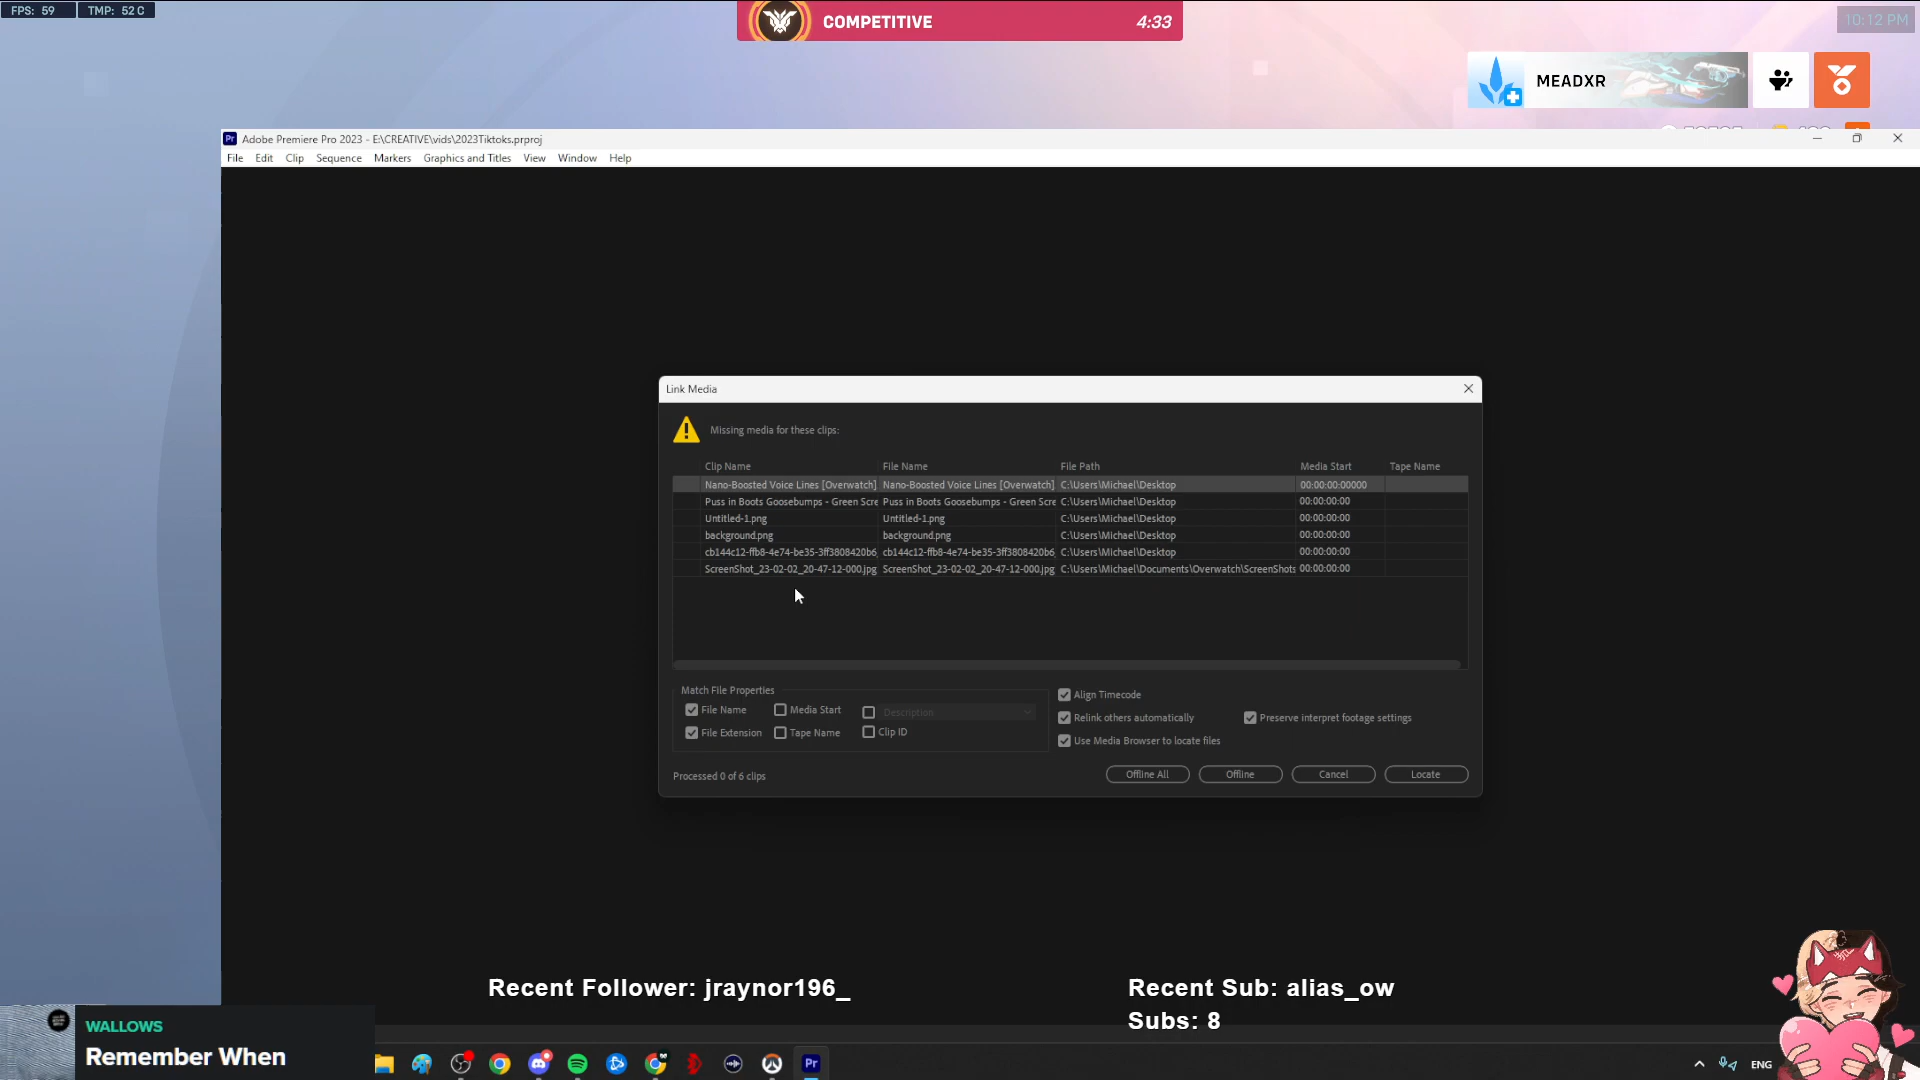 FPS: 59
TMP: 52 C
COMPETITIVE
4:33
10:12 PM
MEADXR
Adobe Premiere Pro 2023 - E:\CREATIVE\vids\2023Tiktoks.prproj
File Edit Clip Sequence Markers Graphics and Titles View Window Help
Link Media
Missing media for these clips:
Clip Name File Name File Path Media Start Tape Name
Nano-Boosted Voice Lines [Overwatch] Nano-Boosted Voice Lines [Overwatch] C:\Users\Michael\Desktop 00:00:00:00000
Puss in Boots Goosebumps - Green Scre Puss in Boots Goosebumps - Green Scre C:\Users\Michael\Desktop 00:00:00:00
Untitled-1.png Untitled-1.png C:\Users\Michael\Desktop 00:00:00:00
background.png background.png C:\Users\Michael\Desktop 00:00:00:00
cb144c12-ffb8-4e74-be35-3ff3808420b6 cb144c12-ffb8-4e74-be35-3ff3808420b6 C:\Users\Michael\Desktop 00:00:00:00
ScreenShot_23-02-02_20-47-12-000.jpg ScreenShot_23-02-02_20-47-12-000.jpg C:\Users\Michael\Documents\Overwatch\ScreenShots 00:00:00:00
Match File Properties
File Name Media Start Description
File Extension Tape Name Clip ID
Align Timecode
Relink others automatically Preserve interpret footage settings
Use Media Browser to locate files
Processed 0 of 6 clips
Offline All Offline Cancel Locate
Recent Follower: jraynor196_
Recent Sub: alias_ow
Subs: 8
WALLOWS
Remember When
Pr
ENG